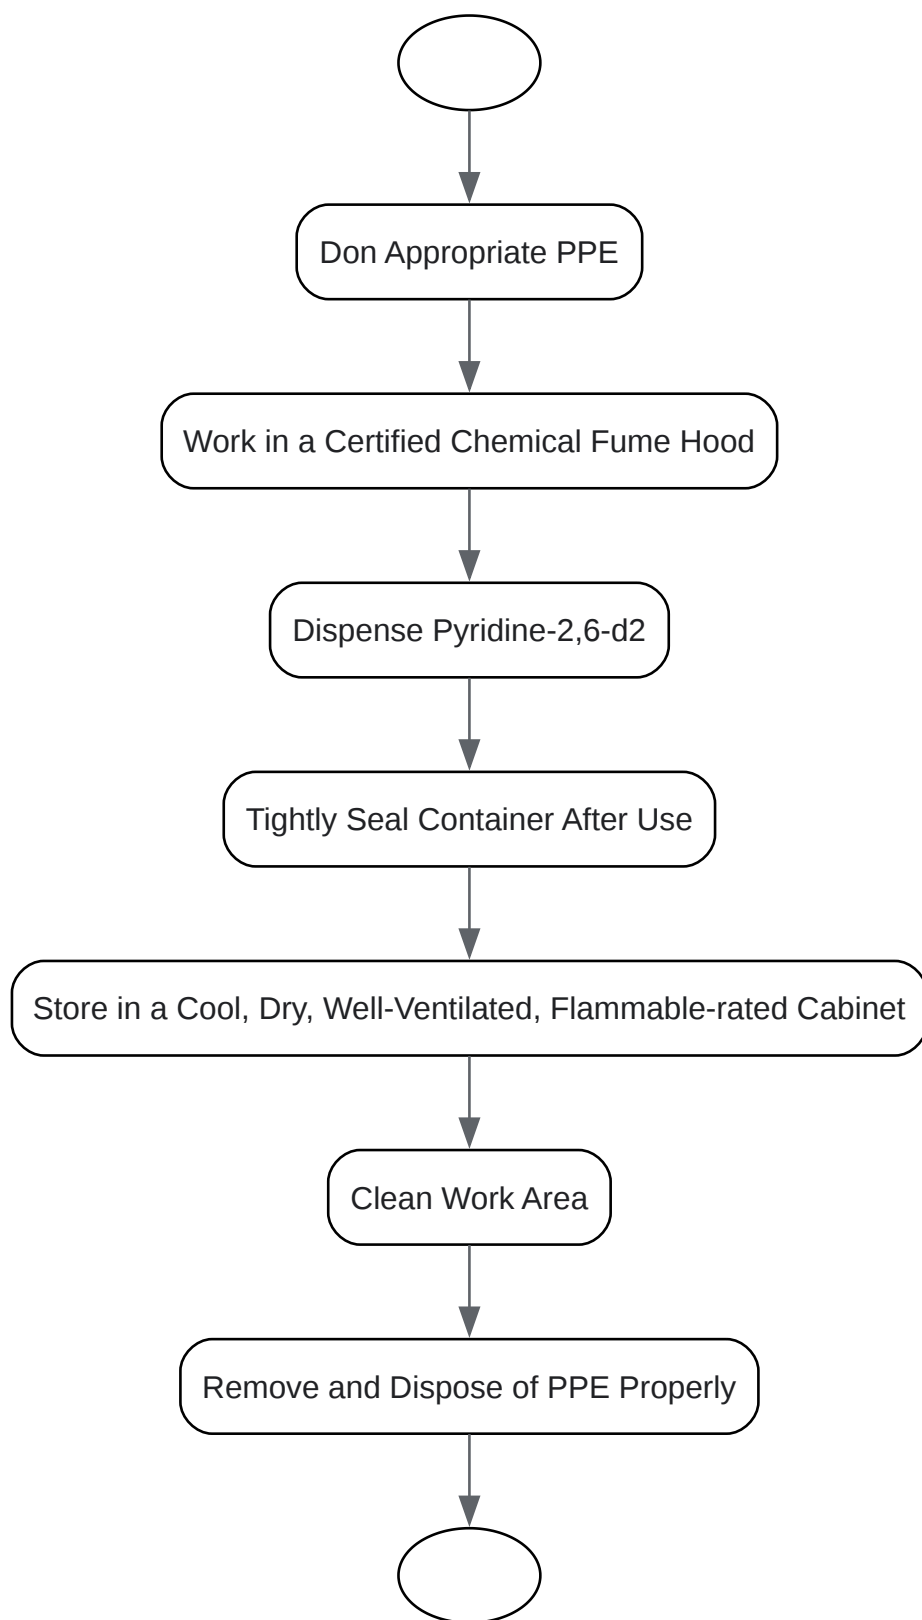 Don Appropriate PPE
Work in a Certified Chemical Fume Hood
Dispense Pyridine-2,6-d2
Tightly Seal Container After Use
Store in a Cool, Dry, Well-Ventilated, Flammable-rated Cabinet
Clean Work Area
Remove and Dispose of PPE Properly